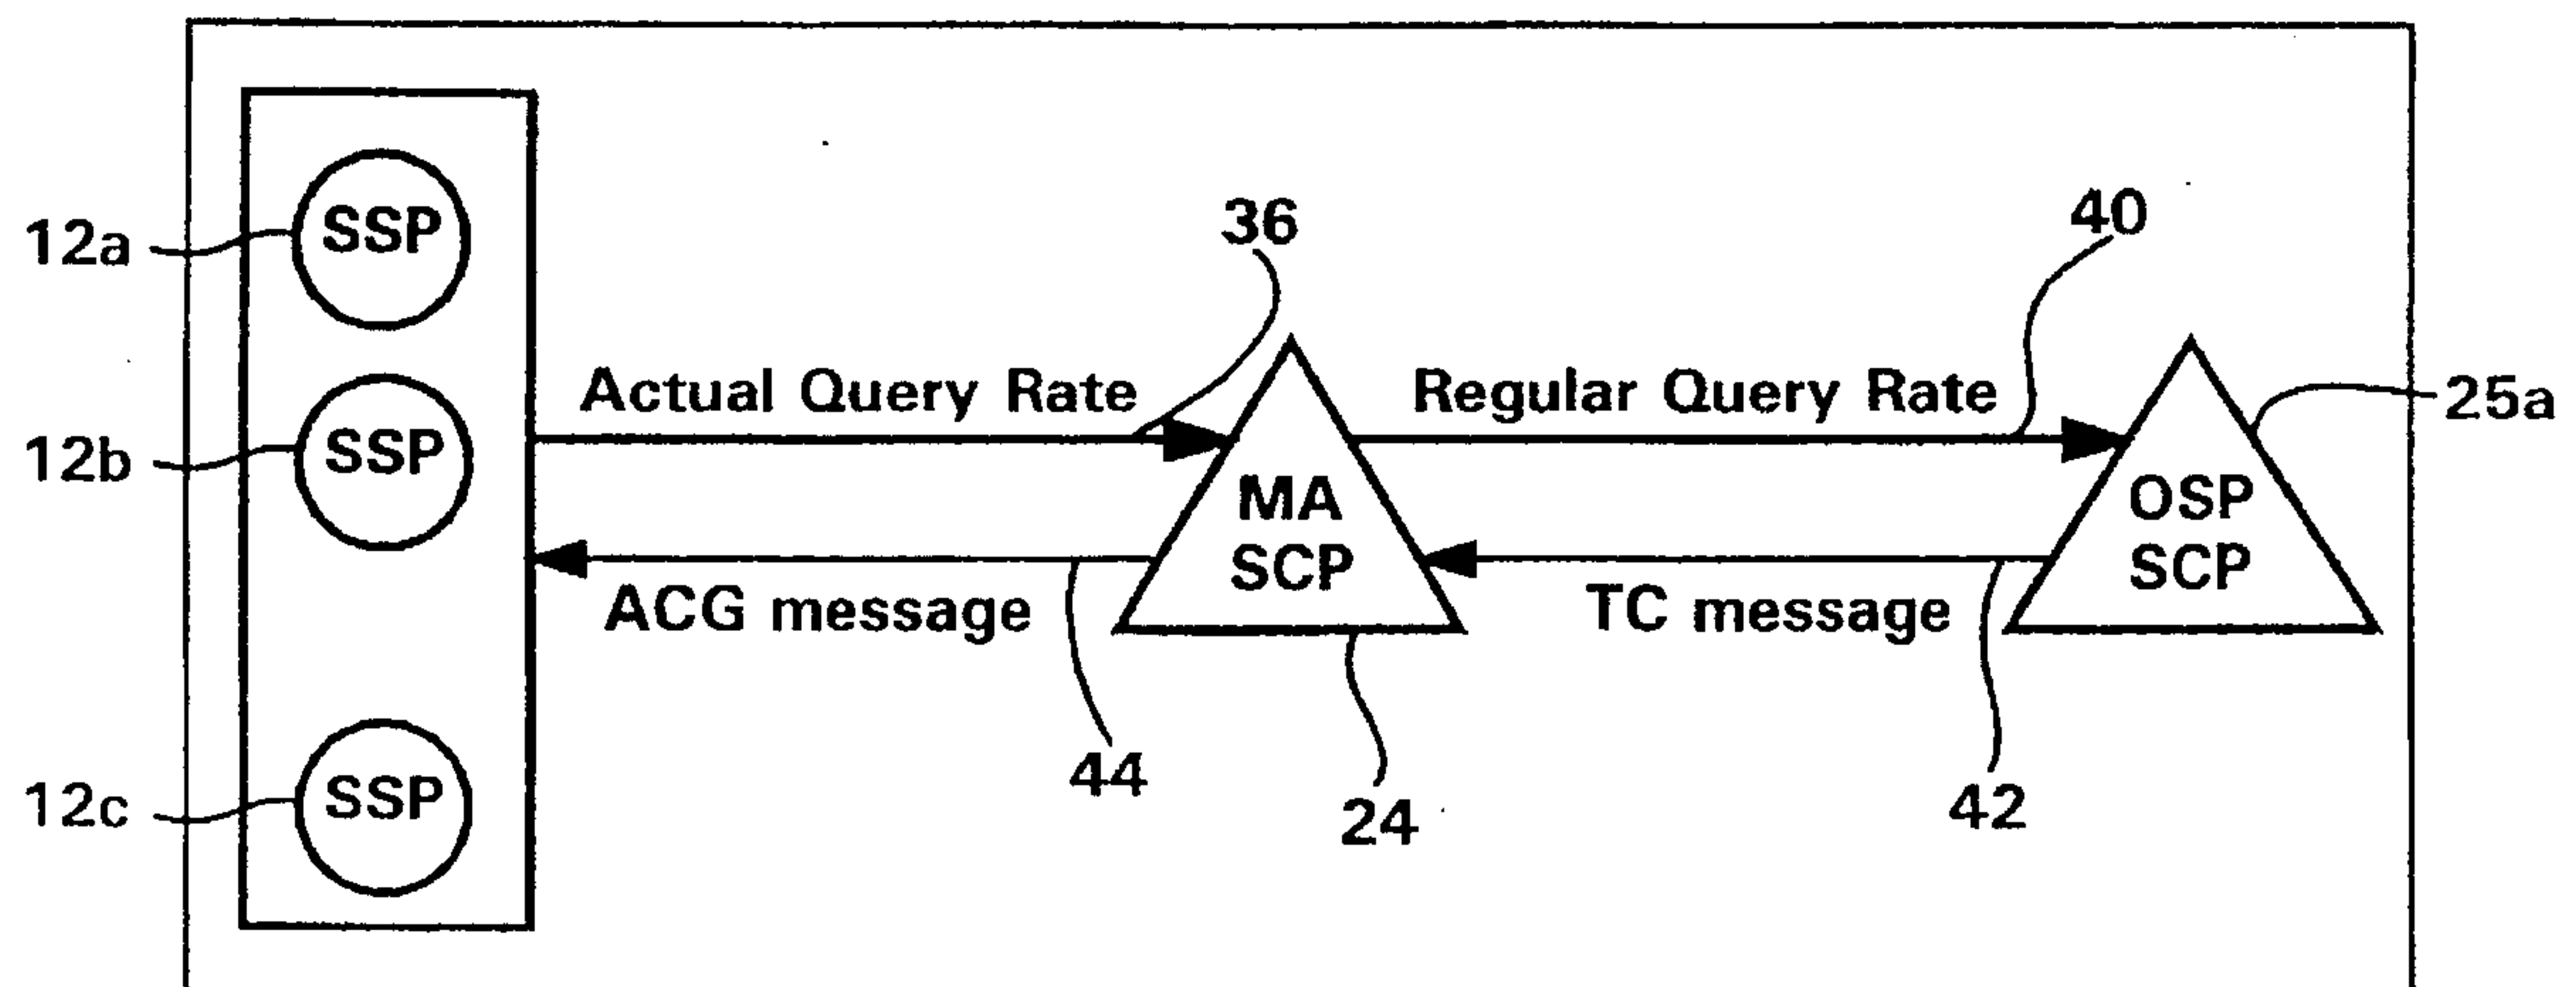 SSP
12a
36
40
Actual Query Rate
Regular Query Rate
25a
12b
SSP
MA
SCP
OSP
SCP
ACG message
TC message
44
24
42
12c
SSP